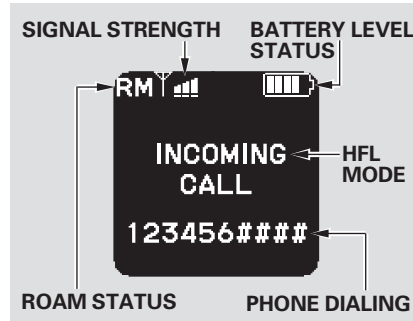 SIGNAL STRENGTH
BATTERY LEVEL
STATUS
RM
INCOMING
CALL
HFL
MODE
123456####
ROAM STATUS
PHONE DIALING